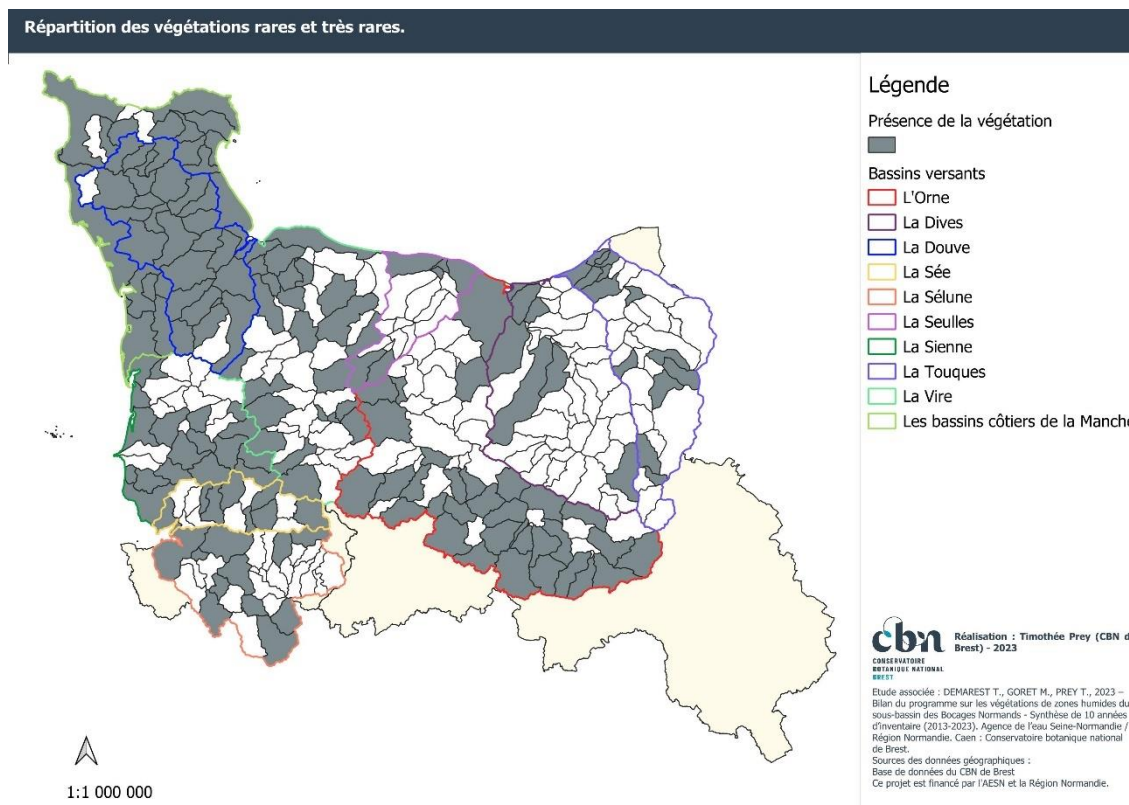 Répartition des végétations rares et très rares.
Légende
Présence de la végétation
Bassins versants
L'Orne
La Dives
La Douve
La Sée
La Sélune
La Seulles
La Sienne
La Touques
La Vire
Les bassins côtiers de la Manche
1:1 000 000
cbn
CONSERVATOIRE
BOTANIQUE NATIONAL
BREST
Réalisation : Timothée Prey (CBN d
Brest) - 2023
Etude associée : DEMAREST T., GORET M., PREY T., 2023 –
Bilan du programme sur les végétations de zones humides du
sous-bassin des Bocages Normands - Synthèse de 10 années
d'inventaire (2013-2023). Agence de l'eau Seine-Normandie /
Région Normandie. Caen : Conservatoire botanique national
de Brest.
Sources des données géographiques :
Base de données du CBN de Brest
Ce projet est financé par l'AESN et la Région Normandie.